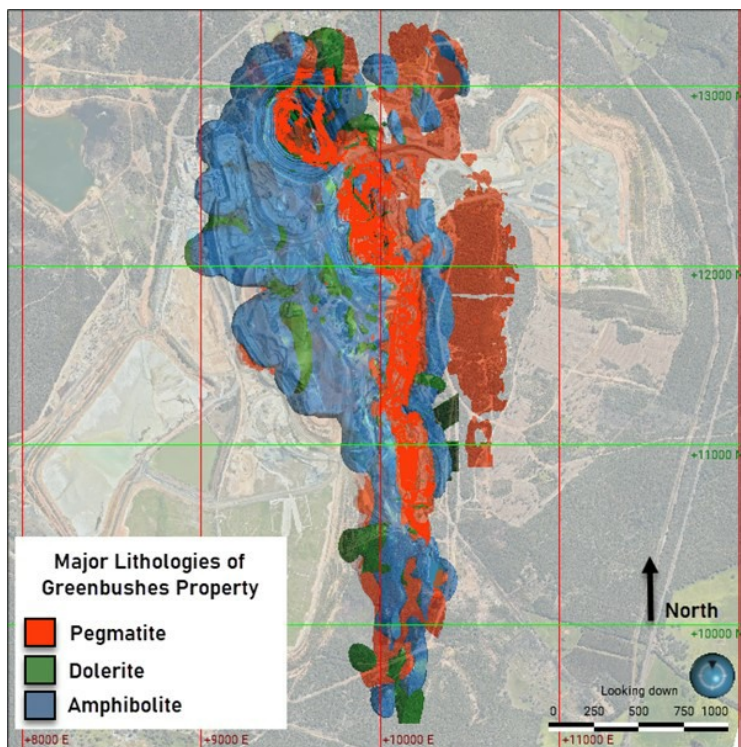 +13000 N
+12000 N
+11000 N
+10000 N
Major Lithologies of
Greenbushes Property
Pegmatite
Dolerite
Amphibolite
North
Looking down
0 250 500 750 1000
+8000 E
+9000 E
+10000 E
+11000 E